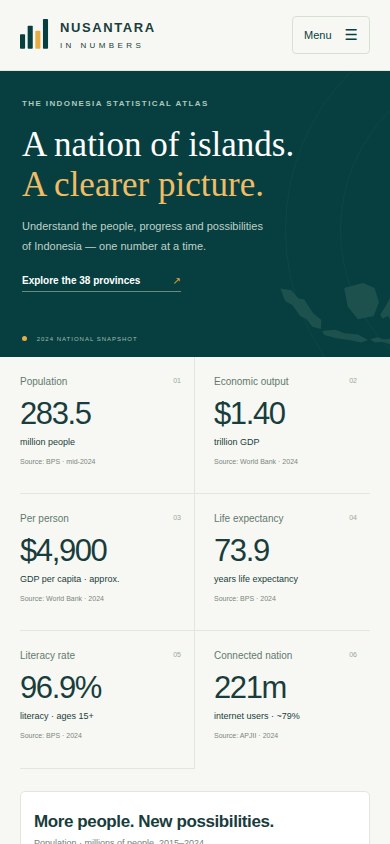 NUSANTARA
IN NUMBERS
Menu
THE INDONESIA STATISTICAL ATLAS
A nation of islands.
A clearer picture.
Understand the people, progress and possibilities
of Indonesia — one number at a time.
Explore the 38 provinces ↗
2024 NATIONAL SNAPSHOT
Population 01
283.5
million people
Source: BPS · mid-2024
Economic output 02
$1.40
trillion GDP
Source: World Bank · 2024
Per person 03
$4,900
GDP per capita · approx.
Source: World Bank · 2024
Life expectancy 04
73.9
years life expectancy
Source: BPS · 2024
Literacy rate 05
96.9%
literacy · ages 15+
Source: BPS · 2024
Connected nation 06
221m
internet users · ~79%
Source: APJII · 2024
More people. New possibilities.
Population · millions of people, 2015–2024